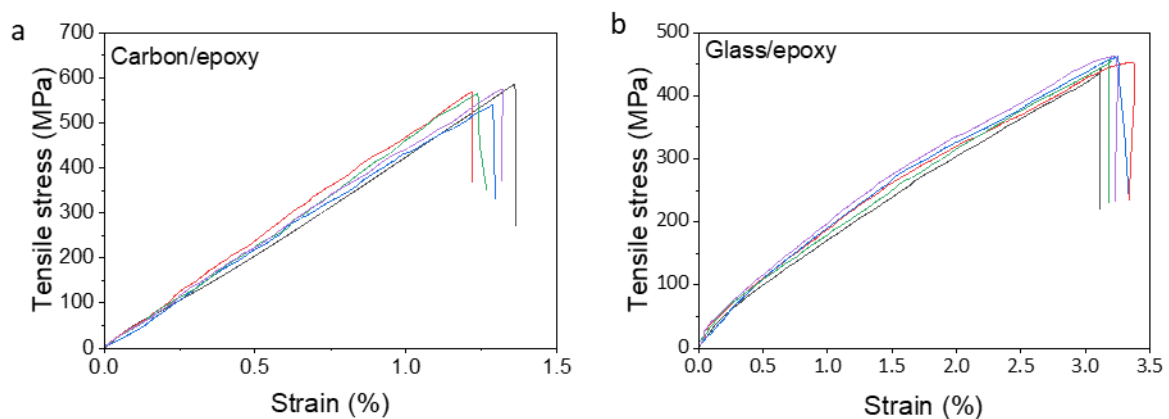 a
Carbon/epoxy
Tensile stress (MPa)
700
600
500
400
300
200
100
0
0.0 0.5 1.0 1.5
Strain (%)
b
Glass/epoxy
Tensile stress (MPa)
500
400
300
200
100
0
0.0 0.5 1.0 1.5 2.0 2.5 3.0 3.5
Strain (%)